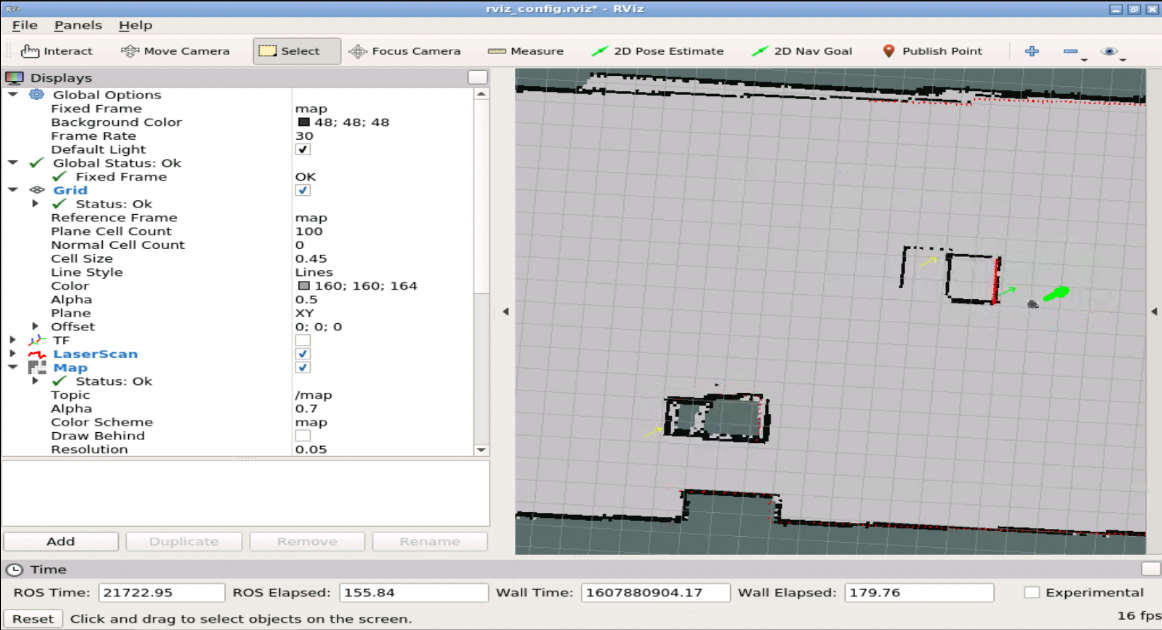 rviz_config.rviz* - RViz
File Panels Help
Interact Move Camera Select Focus Camera Measure 2D Pose Estimate 2D Nav Goal Publish Point
Displays
Global Options
Fixed Frame map
Background Color 48; 48; 48
Frame Rate 30
Default Light
Global Status: Ok
Fixed Frame OK
Grid
Status: Ok
Reference Frame map
Plane Cell Count 100
Normal Cell Count 0
Cell Size 0.45
Line Style Lines
Color 160; 160; 164
Alpha 0.5
Plane XY
Offset 0; 0; 0
TF
LaserScan
Map
Status: Ok
Topic /map
Alpha 0.7
Color Scheme map
Draw Behind
Resolution 0.05
Add Duplicate Remove Rename
Time
ROS Time: 21722.95 ROS Elapsed: 155.84 Wall Time: 1607880904.17 Wall Elapsed: 179.76 Experimental
Reset Click and drag to select objects on the screen. 16 fps